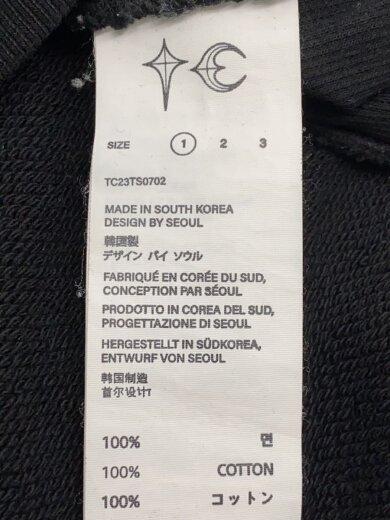 SIZE 1 2 3
TC23TS0702
MADE IN SOUTH KOREA
DESIGN BY SEOUL
韓国製
デザイン バイ ソウル
FABRIQUÉ EN CORÉE DU SUD,
CONCEPTION PAR SÉOUL
PRODOTTO IN COREA DEL SUD,
PROGETTAZIONE DI SEOUL
HERGESTELLT IN SÜDKOREA,
ENTWURF VON SEOUL
韩国制造
首尔设计T
100% 면
100% COTTON
100% コットン